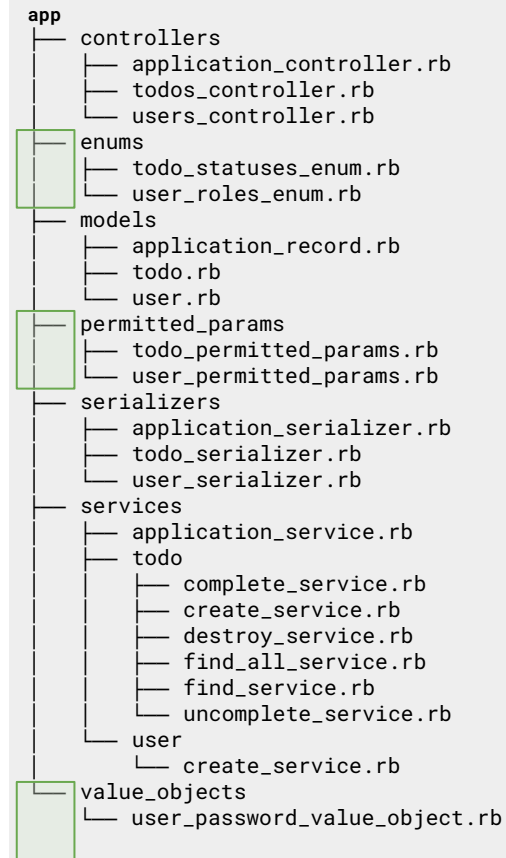 app
├── controllers
│   ├── application_controller.rb
│   ├── todos_controller.rb
│   └── users_controller.rb
├── enums
│   ├── todo_statuses_enum.rb
│   └── user_roles_enum.rb
├── models
│   ├── application_record.rb
│   ├── todo.rb
│   └── user.rb
├── permitted_params
│   ├── todo_permitted_params.rb
│   └── user_permitted_params.rb
├── serializers
│   ├── application_serializer.rb
│   ├── todo_serializer.rb
│   └── user_serializer.rb
├── services
│   ├── application_service.rb
│   ├── todo
│   │   ├── complete_service.rb
│   │   ├── create_service.rb
│   │   ├── destroy_service.rb
│   │   ├── find_all_service.rb
│   │   ├── find_service.rb
│   │   └── uncomplete_service.rb
│   └── user
│       └── create_service.rb
└── value_objects
    └── user_password_value_object.rb